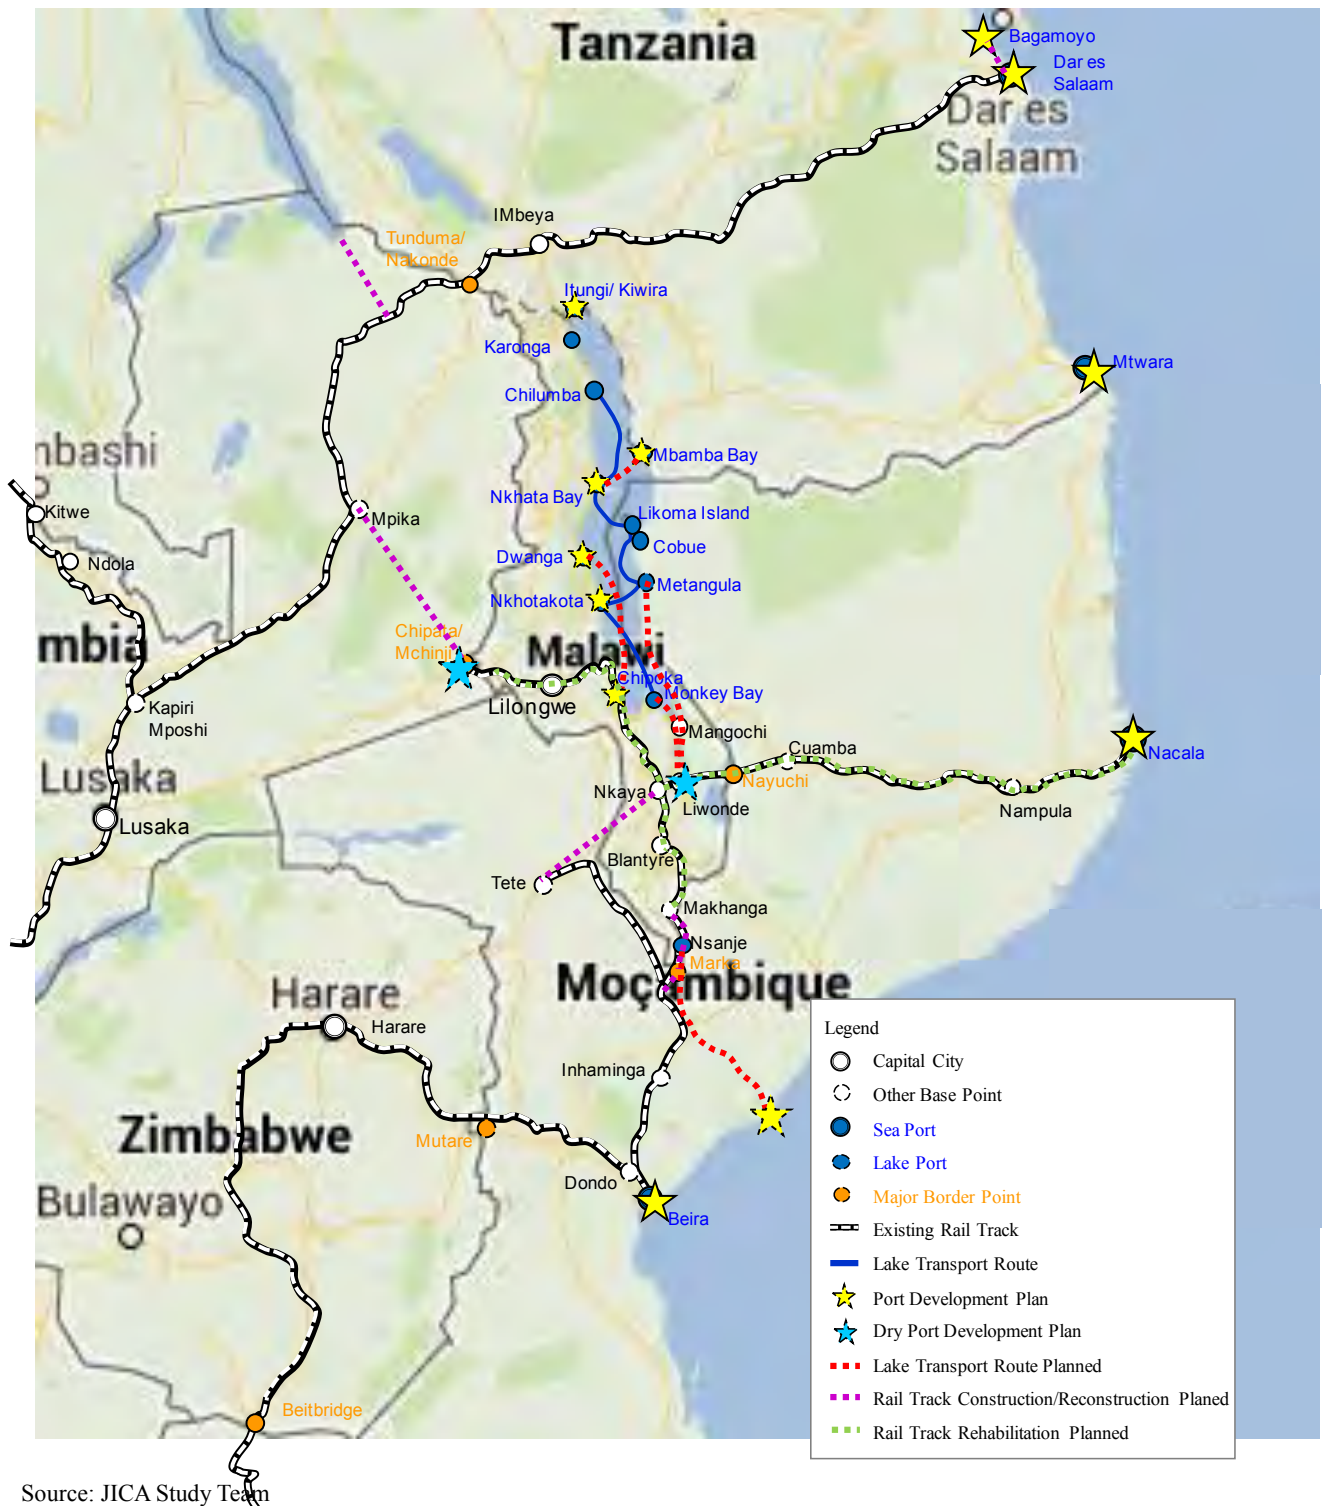 Tanzania
Bagamoyo
Dar es
Salaam
Dar es
Salaam
IMbeya
Tunduma/
Nakonde
Itungi/ Kiwira
Karonga
Mtwara
Chilumba
nbashi
Mbamba Bay
Nkhata Bay
Kitwe
Mpika
Likoma Island
Cobue
Ndola
Dwanga
Metangula
Nkhotakota
Chipata/
Mchinji
mbia
Malawi
Chipoka
Monkey Bay
Lilongwe
Kapiri
Mposhi
Mangochi
Cuamba
Nacala
Lusaka
Nayuchi
Nkaya
Liwonde
Nampula
Lusaka
Blantyre
Tete
Makhanga
Nsanje
Marka
Moçambique
Harare
Harare
Inhaminga
Zimbabwe
Mutare
Dondo
Bulawayo
Beira
Beitbridge
Legend
Capital City
Other Base Point
Sea Port
Lake Port
Major Border Point
Existing Rail Track
Lake Transport Route
Port Development Plan
Dry Port Development Plan
Lake Transport Route Planned
Rail Track Construction/Reconstruction Planed
Rail Track Rehabilitation Planned
Source: JICA Study Team